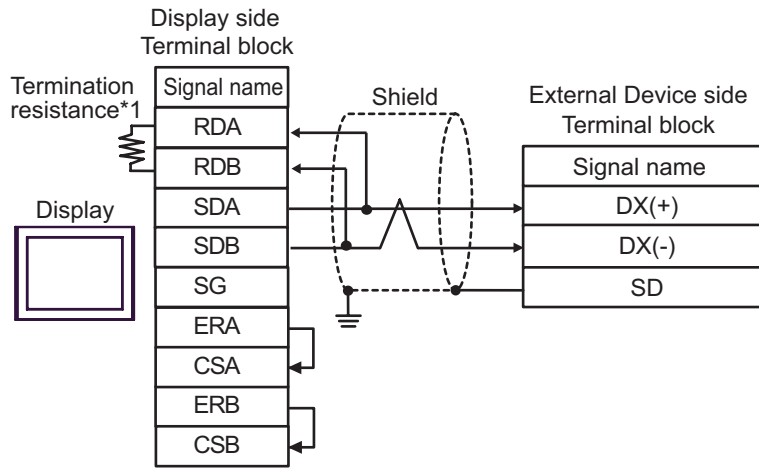 Display side
Terminal block
Termination
resistance*1
Signal name
RDA
RDB
SDA
SDB
SG
ERA
CSA
ERB
CSB
Display
Shield
External Device side
Terminal block
Signal name
DX(+)
DX(-)
SD